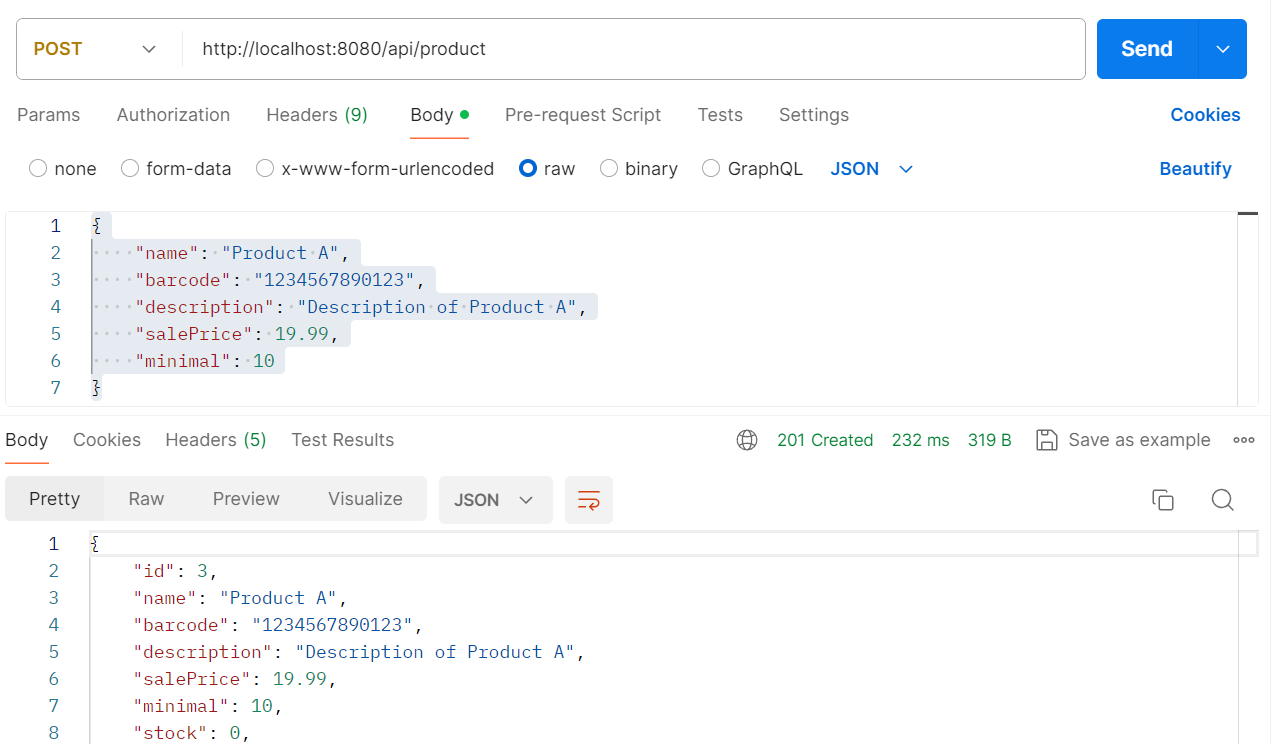 POST http://localhost:8080/api/product Send
Params Authorization Headers (9) Body Pre-request Script Tests Settings Cookies
none form-data x-www-form-urlencoded raw binary GraphQL JSON Beautify
1 {
2 "name": "Product A",
3 "barcode": "1234567890123",
4 "description": "Description of Product A",
5 "salePrice": 19.99,
6 "minimal": 10
7 }
Body Cookies Headers (5) Test Results 201 Created 232 ms 319 B Save as example
Pretty Raw Preview Visualize JSON
1 {
2 "id": 3,
3 "name": "Product A",
4 "barcode": "1234567890123",
5 "description": "Description of Product A",
6 "salePrice": 19.99,
7 "minimal": 10,
8 "stock": 0,